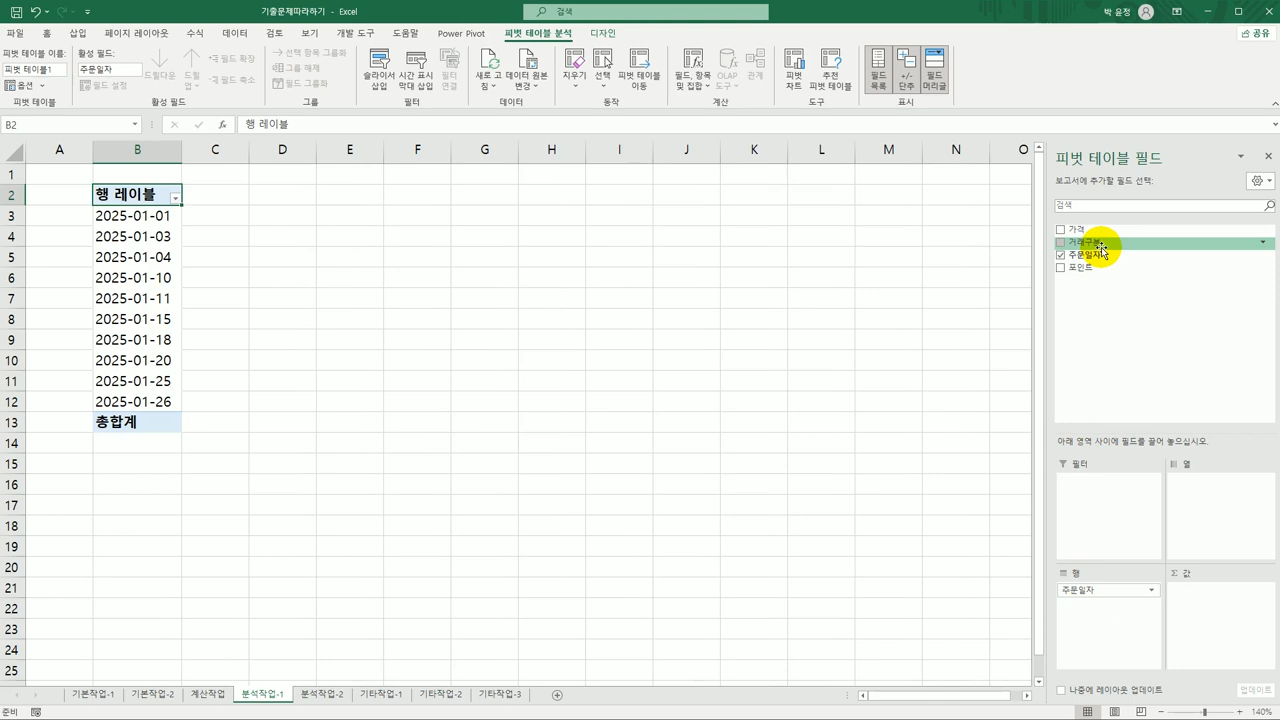 기출문제따라하기 - Excel
검색
박 윤정
파일 홈 삽입 페이지 레이아웃 수식 데이터 검토 보기 개발 도구 도움말 Power Pivot 피벗 테이블 분석 디자인
공유
피벗 테이블 이름:
피벗 테이블1
옵션
피벗 테이블
활성 필드:
주문일자
필드 설정
드릴다운
드릴업
필드 확장
필드 축소
활성 필드
선택 항목 그룹화
그룹 해제
필드 그룹화
그룹
슬라이서 삽입
시간 표시 막대 삽입
필터 연결
필터
새로 고침
데이터 원본 변경
데이터
지우기
선택
피벗 테이블 이동
동작
필드, 항목 및 집합
OLAP 도구
관계
계산
피벗 차트
추천 피벗 테이블
도구
필드 목록
+/- 단추
필드 머리글
표시
B2
fx
행 레이블
A B C D E F G H I J K L M N O
1
2 행 레이블
3 2025-01-01
4 2025-01-03
5 2025-01-04
6 2025-01-10
7 2025-01-11
8 2025-01-15
9 2025-01-18
10 2025-01-20
11 2025-01-25
12 2025-01-26
13 총합계
14
15
16
17
18
19
20
21
22
23
24
25
피벗 테이블 필드
보고서에 추가할 필드 선택:
검색
가격
거래구분
주문일자
포인트
아래 영역 사이에 필드를 끌어 놓으십시오.
필터
열
행
Σ 값
주문일자
나중에 레이아웃 업데이트
업데이트
기본작업-1 기본작업-2 계산작업 분석작업-1 분석작업-2 기타작업-1 기타작업-2 기타작업-3
준비
140%